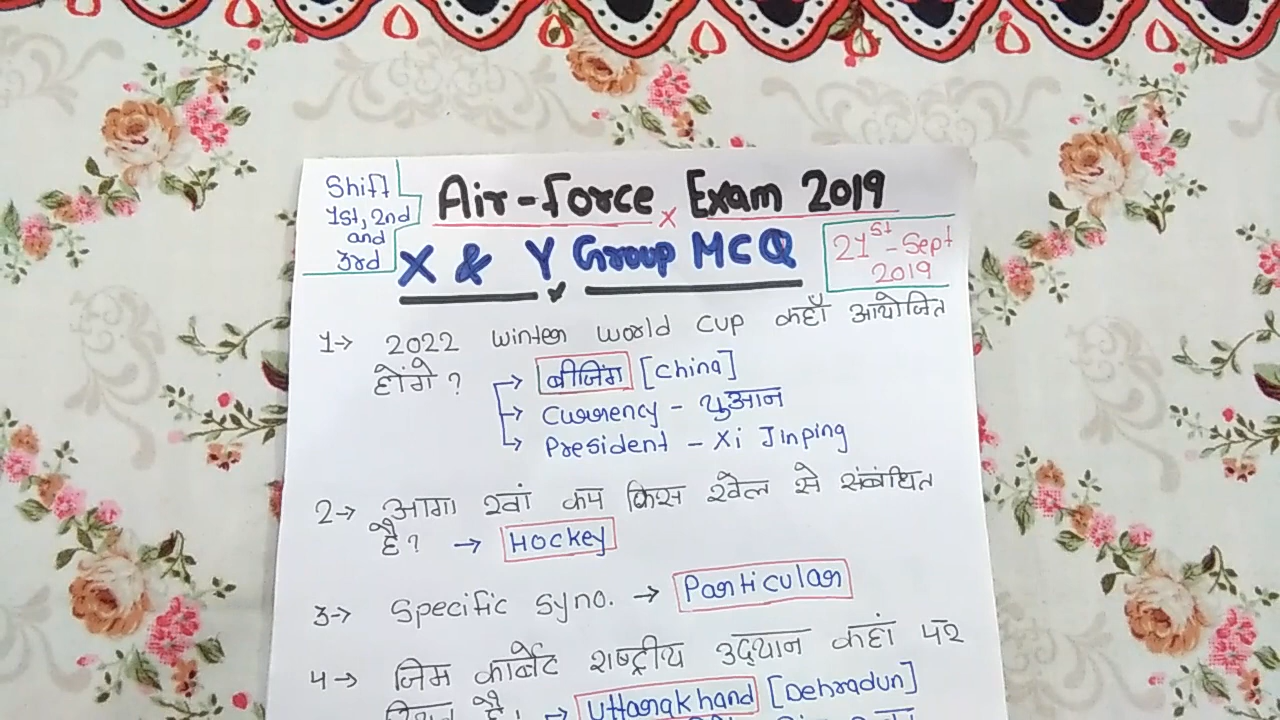 Shift
1st, 2nd
and
3rd
Air-force Exam 2019
X & Y Group MCQ
21st-Sept
2019
1→ 2022 winter world cup कहाँ आयोजित
होंगे? → बीजिंग [China]
→ Currency - युआन
→ President - Xi Jinping
2→ आगा खां कप किस खेल से संबंधित
है? → Hockey
3→ Specific Syno. → Particular
4→ जिम कार्बेट राष्ट्रीय उद्यान कहां पर
स्थित है। → Uttarakhand [Dehradun]